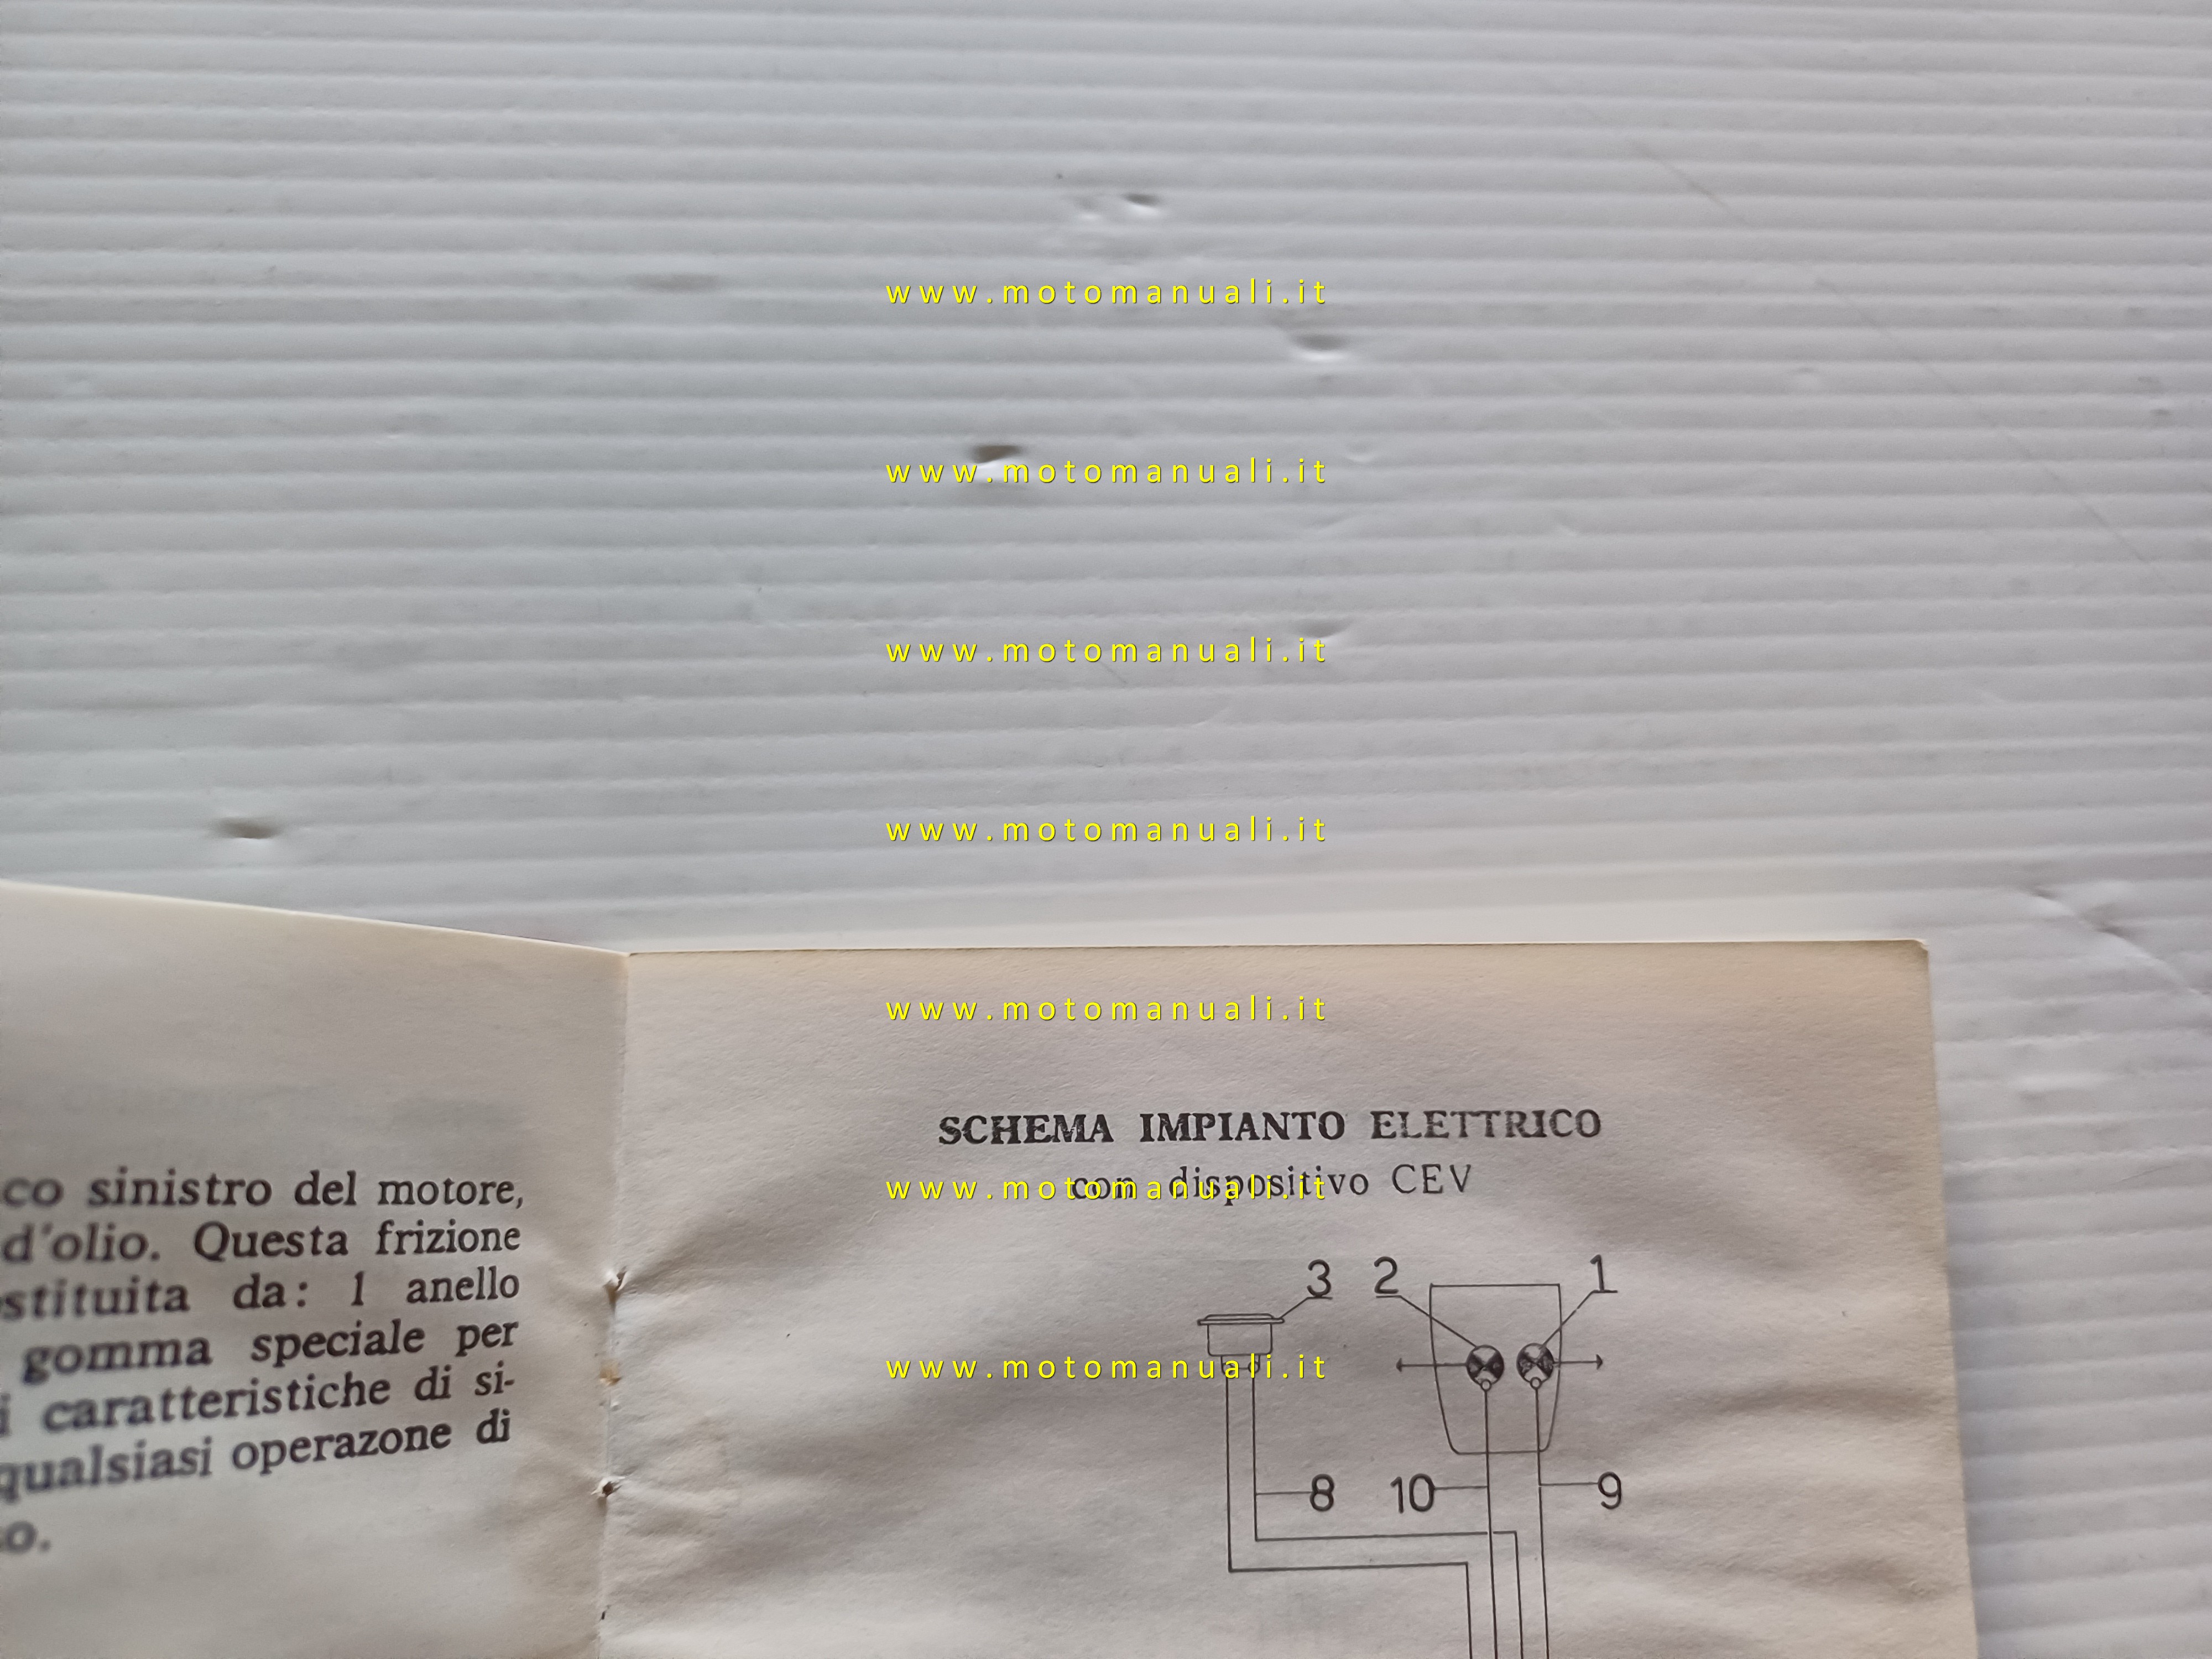 www.motomanuali.it
www.motomanuali.it
www.motomanuali.it
www.motomanuali.it
www.motomanuali.it
www.motomanuali.it
www.motomanuali.it
co sinistro del motore,
d'olio. Questa frizione
stituita da: 1 anello
gomma speciale per
i caratteristiche di si-
qualsiasi operazone di
o.
SCHEMA IMPIANTO ELETTRICO
con dispositivo CEV
3 2 1
8 10 9